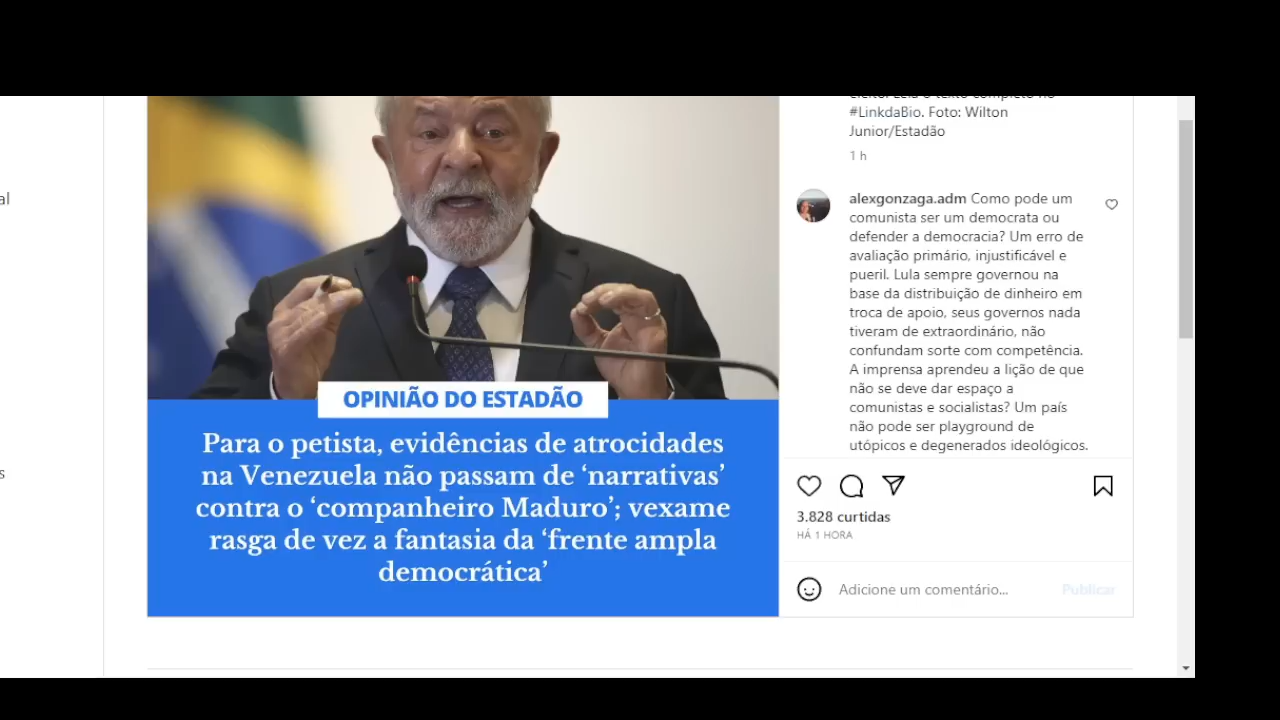 al
s
OPINIÃO DO ESTADÃO
Para o petista, evidências de atrocidades
na Venezuela não passam de ‘narrativas’
contra o ‘companheiro Maduro’; vexame
rasga de vez a fantasia da ‘frente ampla
democrática’
#LinkdaBio. Foto: Wilton
Junior/Estadão
1 h
alexgonzaga.adm Como pode um
comunista ser um democrata ou
defender a democracia? Um erro de
avaliação primário, injustificável e
pueril. Lula sempre governou na
base da distribuição de dinheiro em
troca de apoio, seus governos nada
tiveram de extraordinário, não
confundam sorte com competência.
A imprensa aprendeu a lição de que
não se deve dar espaço a
comunistas e socialistas? Um país
não pode ser playground de
utópicos e degenerados ideológicos.
3.828 curtidas
HÁ 1 HORA
Adicione um comentário... Publicar